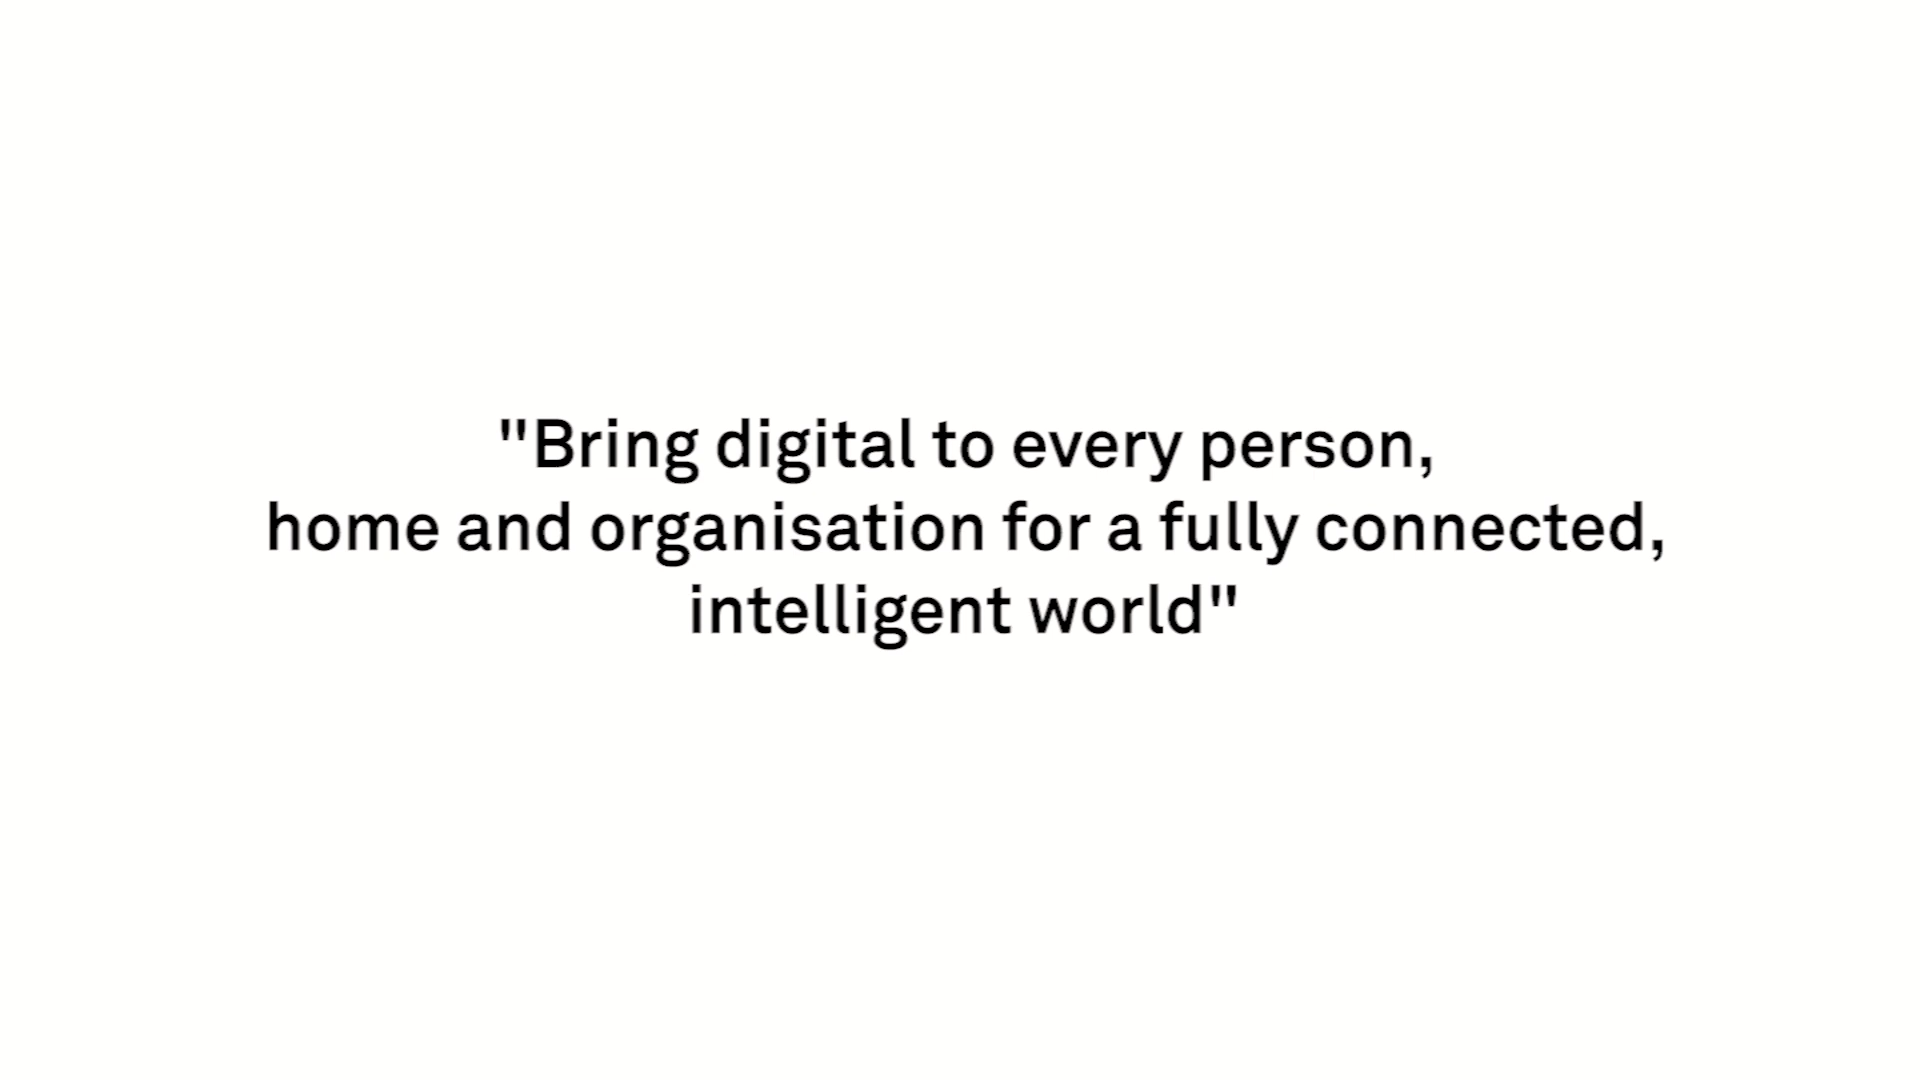 "Bring digital to every person,
home and organisation for a fully connected,
intelligent world"